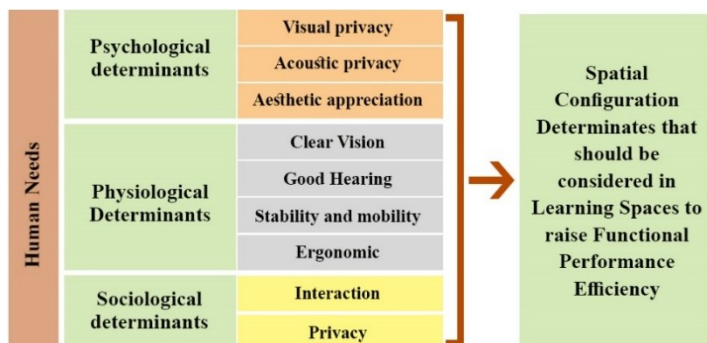 Human Needs
Psychological
determinants
Visual privacy
Acoustic privacy
Aesthetic appreciation
Physiological
Determinants
Clear Vision
Good Hearing
Stability and mobility
Ergonomic
Sociological
determinants
Interaction
Privacy
Spatial
Configuration
Determinates that
should be
considered in
Learning Spaces to
raise Functional
Performance
Efficiency